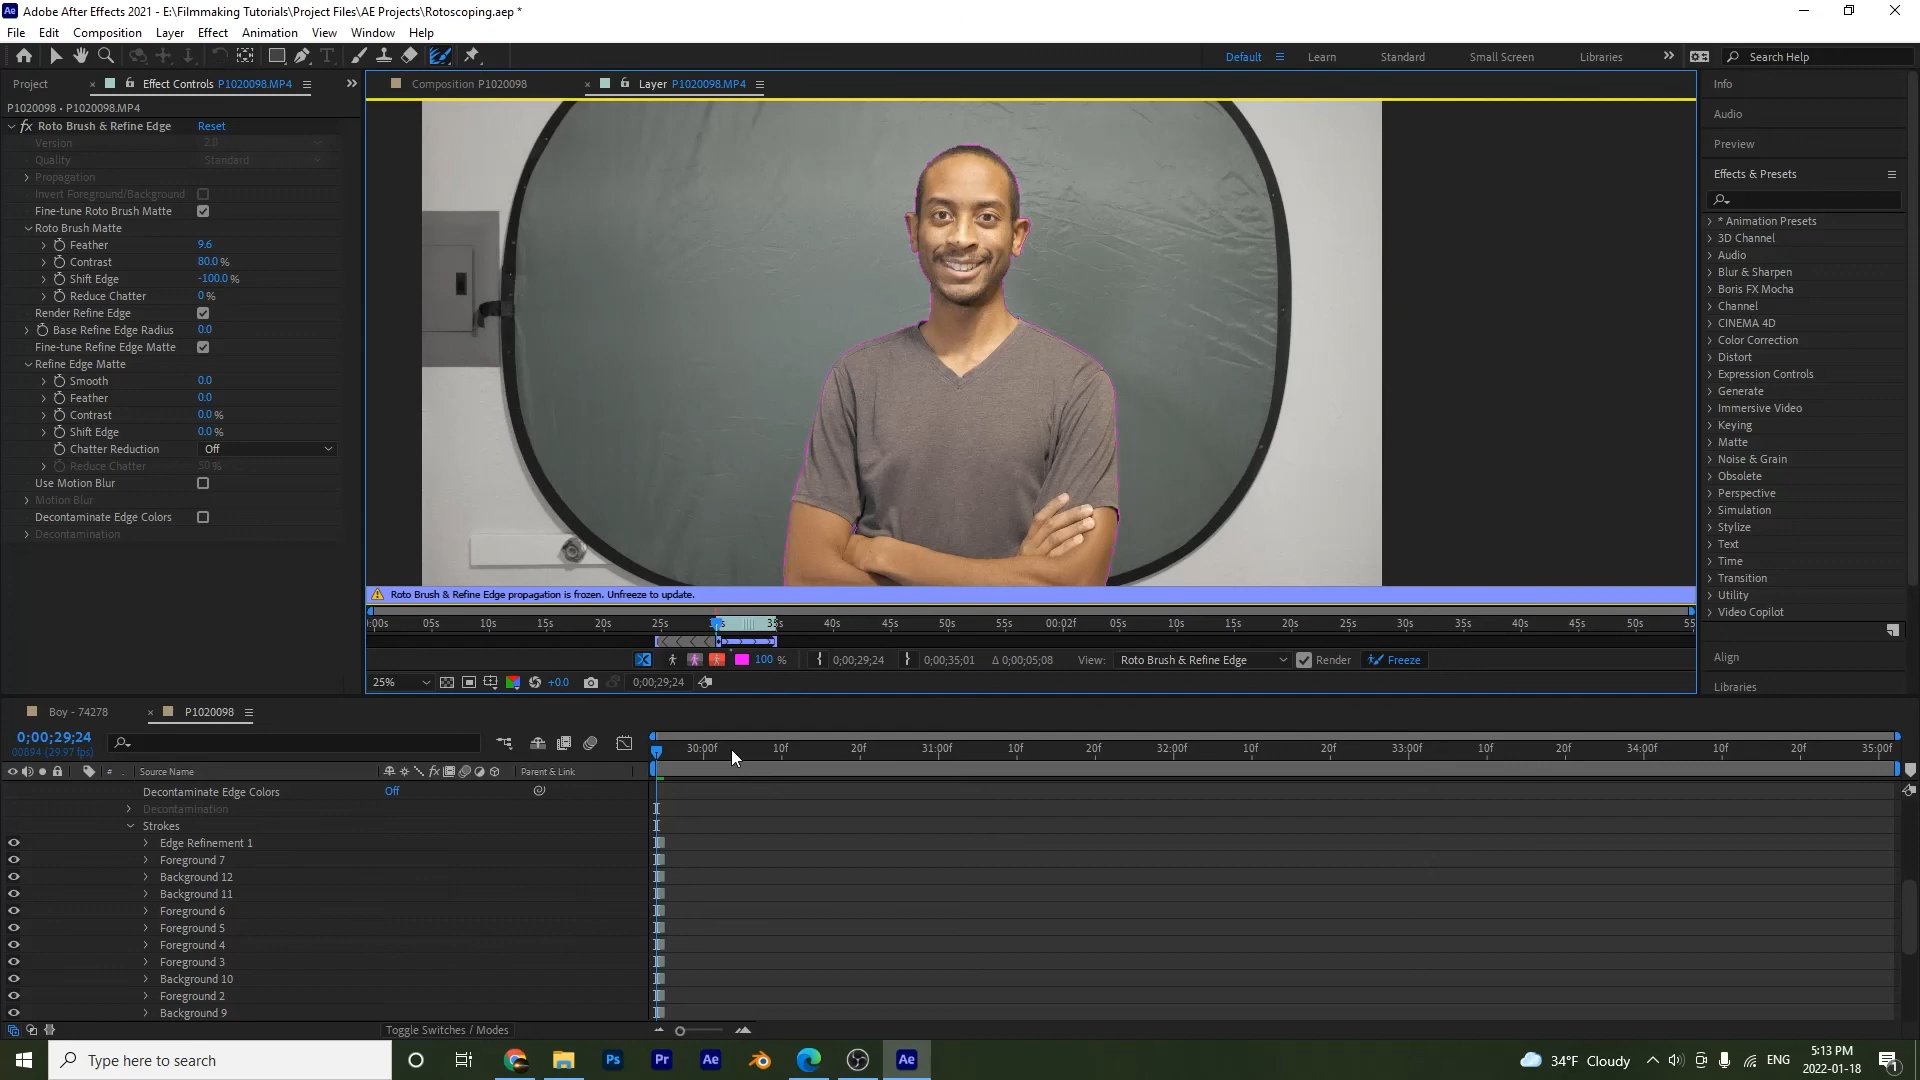 Adobe After Effects 2021 - E:\Filmmaking Tutorials\Project Files\AE Projects\Rotoscoping.aep *
File Edit Composition Layer Effect Animation View Window Help
Default Learn Standard Small Screen Libraries Search Help
Project Effect Controls P1020098.MP4
P1020098 • P1020098.MP4
fx Roto Brush & Refine Edge Reset
Version 2.0
Quality Standard
Propagation
Invert Foreground/Background
Fine-tune Roto Brush Matte
Roto Brush Matte
Feather 9.6
Contrast 80.0 %
Shift Edge -100.0 %
Reduce Chatter 0 %
Render Refine Edge
Base Refine Edge Radius 0.0
Fine-tune Refine Edge Matte
Refine Edge Matte
Smooth 0.0
Feather 0.0
Contrast 0.0 %
Shift Edge 0.0 %
Chatter Reduction Off
Reduce Chatter 50 %
Use Motion Blur
Motion Blur
Decontaminate Edge Colors
Decontamination
Composition P1020098 Layer P1020098.MP4
Roto Brush & Refine Edge propagation is frozen. Unfreeze to update.
:00s 05s 10s 15s 20s 25s 35s 40s 45s 50s 55s 00:02f 05s 10s 15s 20s 25s 30s 35s 40s 45s 50s 55
100 % 0;00;29;24 0;00;35;01 Δ 0;00;05;08 View: Roto Brush & Refine Edge Render Freeze
25% +0.0 0;00;29;24
Info
Audio
Preview
Effects & Presets
* Animation Presets
3D Channel
Audio
Blur & Sharpen
Boris FX Mocha
Channel
CINEMA 4D
Color Correction
Distort
Expression Controls
Generate
Immersive Video
Keying
Matte
Noise & Grain
Obsolete
Perspective
Simulation
Stylize
Text
Time
Transition
Utility
Video Copilot
Align
Libraries
Boy - 74278 P1020098
0;00;29;24
00894 (29.97 fps)
30:00f 10f 20f 31:00f 10f 20f 32:00f 10f 20f 33:00f 10f 20f 34:00f 10f 20f 35:00f
# Source Name fx Parent & Link
Decontaminate Edge Colors Off
Decontamination
Strokes
Edge Refinement 1
Foreground 7
Background 12
Background 11
Foreground 6
Foreground 5
Foreground 4
Foreground 3
Background 10
Foreground 2
Background 9
Toggle Switches / Modes
Type here to search
Ps Pr Ae Ae
34°F Cloudy ENG 5:13 PM
2022-01-18
1